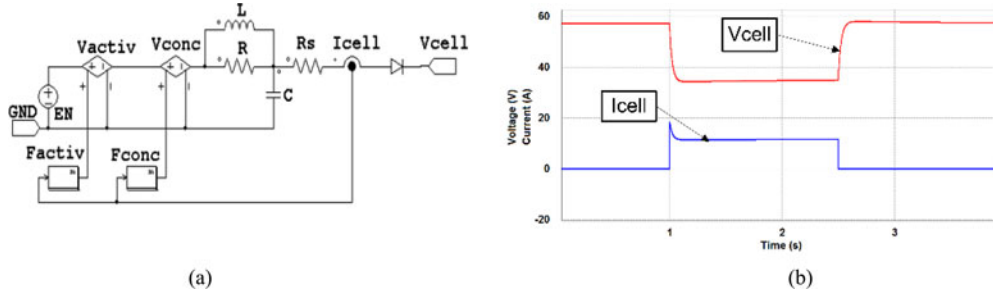 L
Vactiv Vconc R Rs Icell Vcell
GND EN C
Factiv Fconc
(a)
60
40
20
0
-20
Voltage (V)
Current (A)
Vcell
Icell
1 2 3
Time (s)
(b)